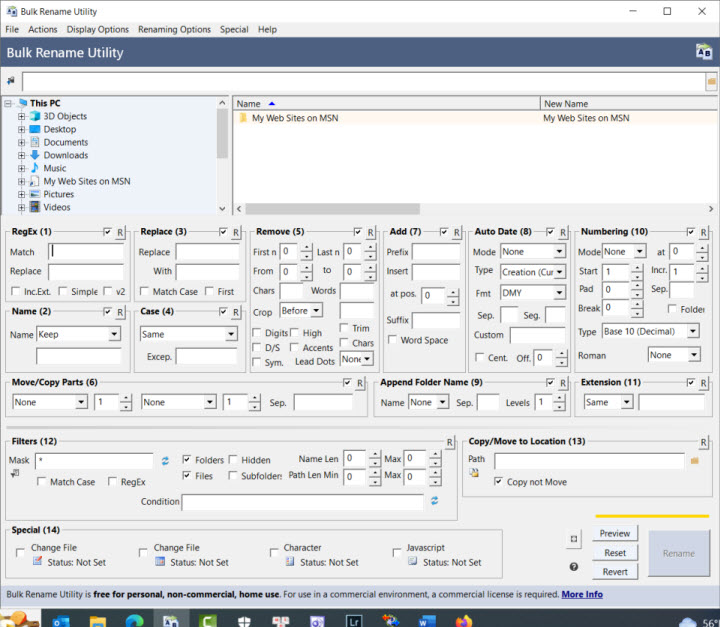 Bulk Rename Utility
File Actions Display Options Renaming Options Special Help
Bulk Rename Utility
This PC
3D Objects
Desktop
Documents
Downloads
Music
My Web Sites on MSN
Pictures
Videos
Name New Name
My Web Sites on MSN My Web Sites on MSN
RegEx (1) R
Match
Replace
Inc.Ext. Simple v2
Replace (3) R
Replace
With
Match Case First
Remove (5) R
First n 0 Last n 0
From 0 to 0
Chars Words
Crop Before
Digits High Trim
D/S Accents Chars
Sym. Lead Dots None
Add (7) R
Prefix
Insert
at pos. 0
Suffix
Word Space
Auto Date (8) R
Mode None
Type Creation (Cur
Fmt DMY
Sep. Seg.
Custom
Cent. Off. 0
Numbering (10) R
Mode None at 0
Start 1 Incr. 1
Pad 0 Sep.
Break 0 Folder
Type Base 10 (Decimal)
Roman None
Name (2) R
Name Keep
Case (4) R
Same
Excep.
Move/Copy Parts (6) R
None 1 None 1 Sep.
Append Folder Name (9) R
Name None Sep. Levels 1
Extension (11) R
Same
Filters (12) R
Mask * Folders Hidden Name Len 0 Max 0
Match Case RegEx Files Subfolders Path Len Min 0 Max 0
Condition
Copy/Move to Location (13) R
Path
Copy not Move
Special (14)
Change File
Status: Not Set
Change File
Status: Not Set
Character
Status: Not Set
Javascript
Status: Not Set
Preview
Reset
Revert
Rename
Bulk Rename Utility is free for personal, non-commercial, home use. For use in a commercial environment, a commercial license is required. More Info
56°